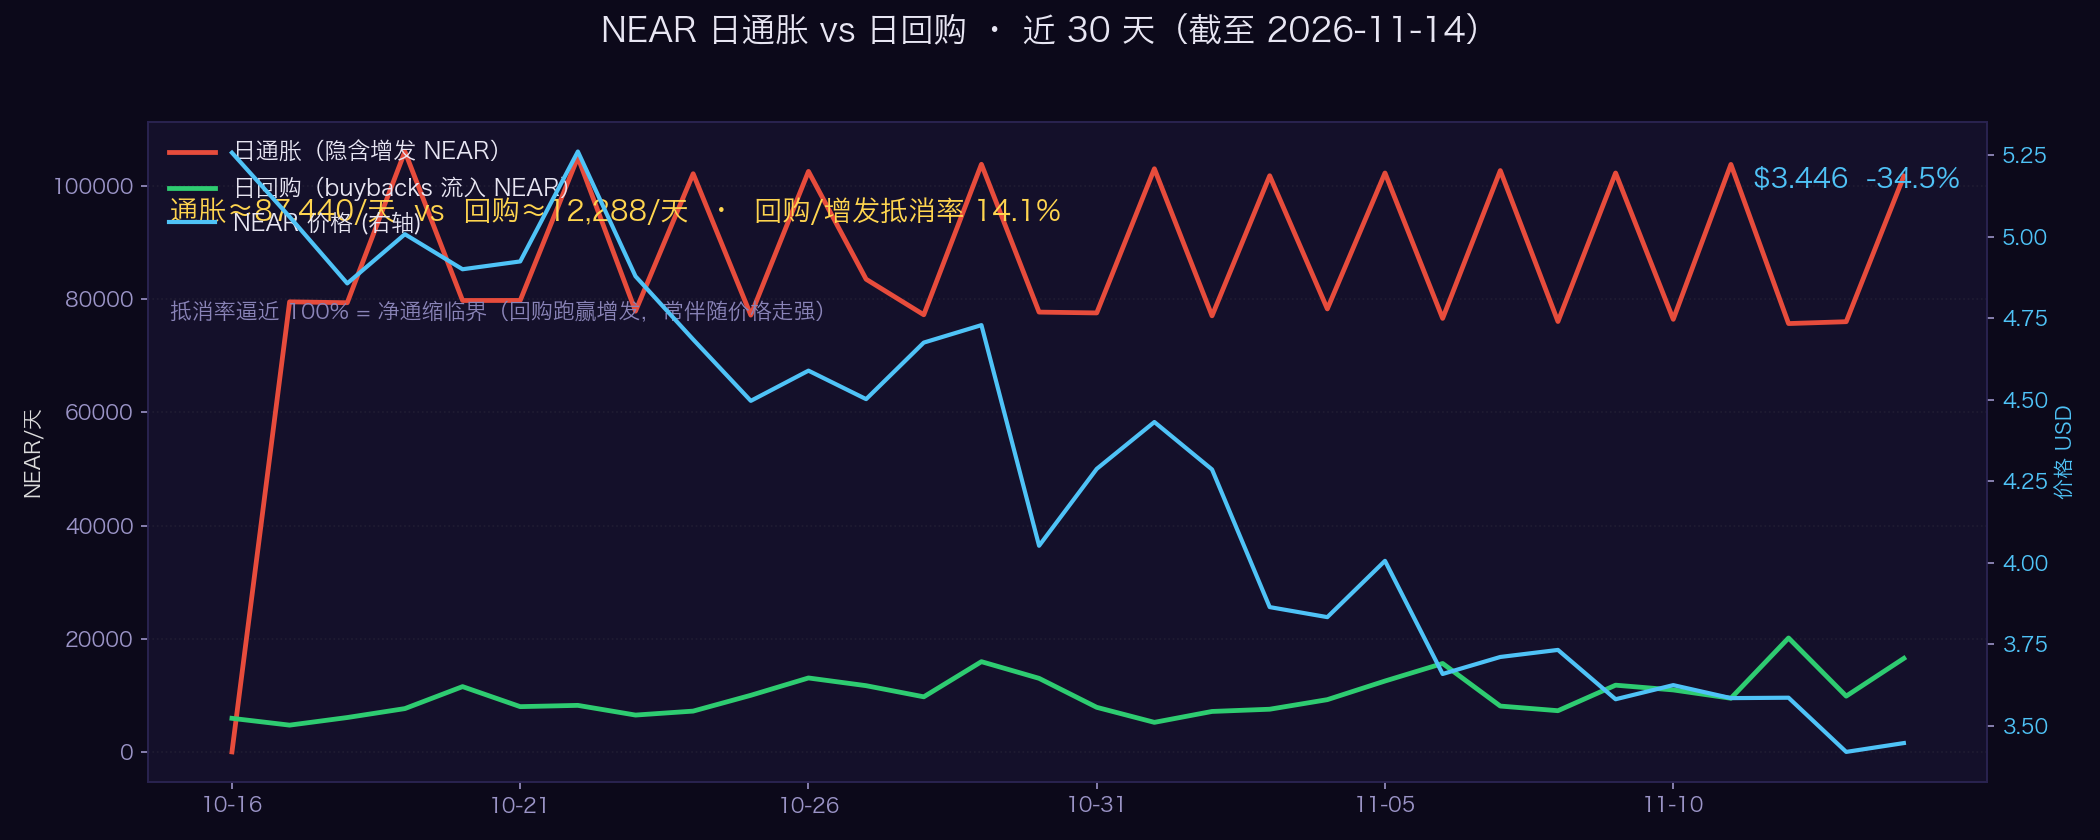 NEAR 日通胀 vs 日回购 · 近 30 天（截至 2026-11-14）
日通胀（隐含增发 NEAR）
日回购（buybacks 流入 NEAR）
NEAR 价格 (右轴)
通胀≈87,440/天 vs 回购≈12,288/天 · 回购/增发抵消率 14.1%
$3.446 -34.5%
抵消率逼近 100% = 净通缩临界（回购跑赢增发，常伴随价格走强）
NEAR/天
100000
80000
60000
40000
20000
0
5.25
5.00
4.75
4.50
4.25
4.00
3.75
3.50
价格 USD
10-16
10-21
10-26
10-31
11-05
11-10